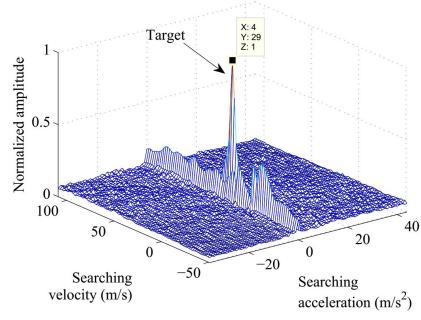 X: 4
Y: 29
Z: 1
Target
1
0.5
0
Normalized amplitude
100
50
0
−50
−20
0
20
40
Searching
velocity (m/s)
Searching
acceleration (m/s²)